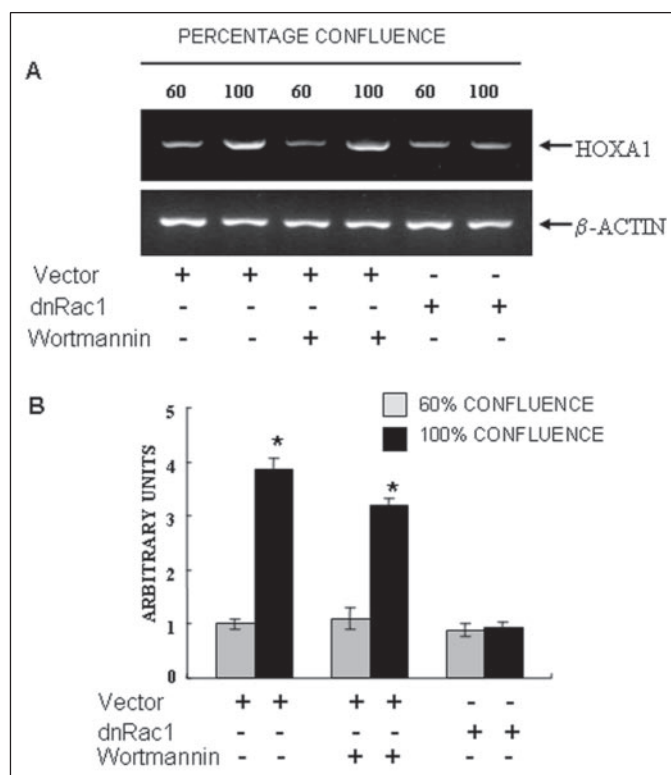 PERCENTAGE CONFLUENCE
A
60 100 60 100 60 100
HOXA1
β-ACTIN
Vector + + + + - -
dnRac1 - - - - + +
Wortmannin - - + + - -
B
60% CONFLUENCE
100% CONFLUENCE
ARBITRARY UNITS
5
4
3
2
1
0
* *
Vector + + + + - -
dnRac1 - - - - + +
Wortmannin - - + + - -